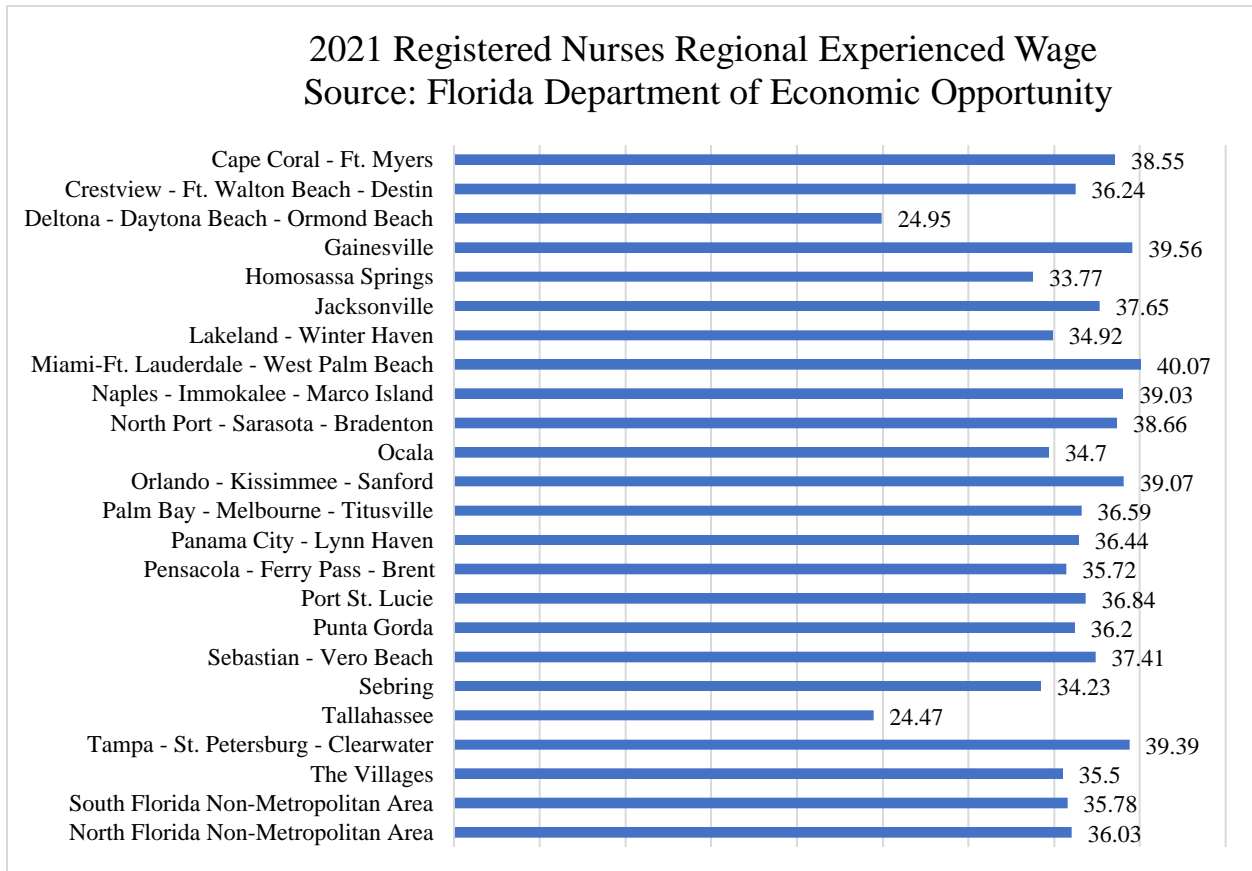 2021 Registered Nurses Regional Experienced Wage
Source: Florida Department of Economic Opportunity
Cape Coral - Ft. Myers 38.55
Crestview - Ft. Walton Beach - Destin 36.24
Deltona - Daytona Beach - Ormond Beach 24.95
Gainesville 39.56
Homosassa Springs 33.77
Jacksonville 37.65
Lakeland - Winter Haven 34.92
Miami-Ft. Lauderdale - West Palm Beach 40.07
Naples - Immokalee - Marco Island 39.03
North Port - Sarasota - Bradenton 38.66
Ocala 34.7
Orlando - Kissimmee - Sanford 39.07
Palm Bay - Melbourne - Titusville 36.59
Panama City - Lynn Haven 36.44
Pensacola - Ferry Pass - Brent 35.72
Port St. Lucie 36.84
Punta Gorda 36.2
Sebastian - Vero Beach 37.41
Sebring 34.23
Tallahassee 24.47
Tampa - St. Petersburg - Clearwater 39.39
The Villages 35.5
South Florida Non-Metropolitan Area 35.78
North Florida Non-Metropolitan Area 36.03